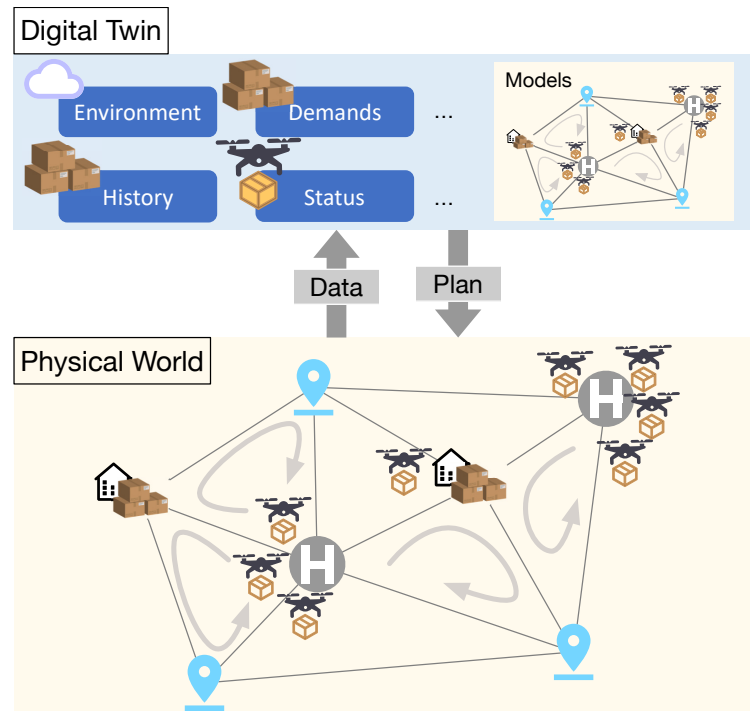 Digital Twin
Environment
Demands
...
Models
H
H
History
Status
...
Data
Plan
Physical World
H
H